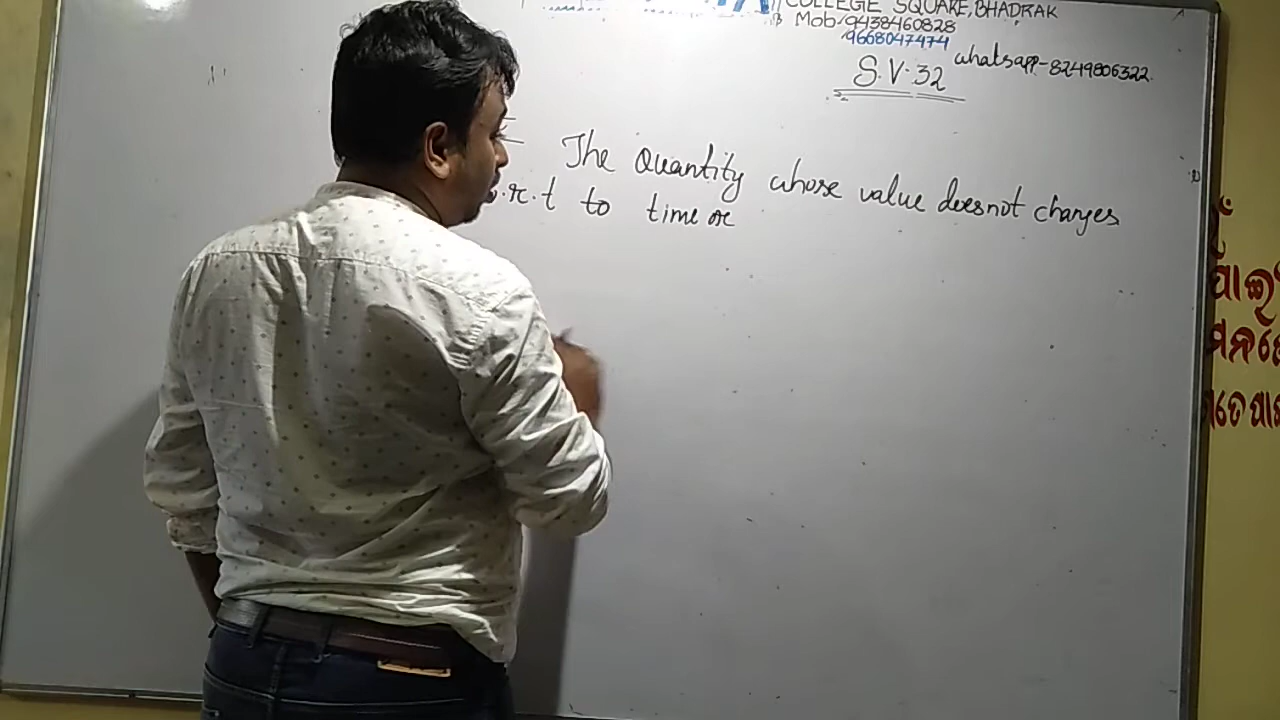 COLLEGE SQUARE, BHADRAK
Mob: 9438460828
9668047474
whatsapp-8249806322
S.V.32
The Quantity whose value doesnot changes
.r.t to time or
ପାଇଁ